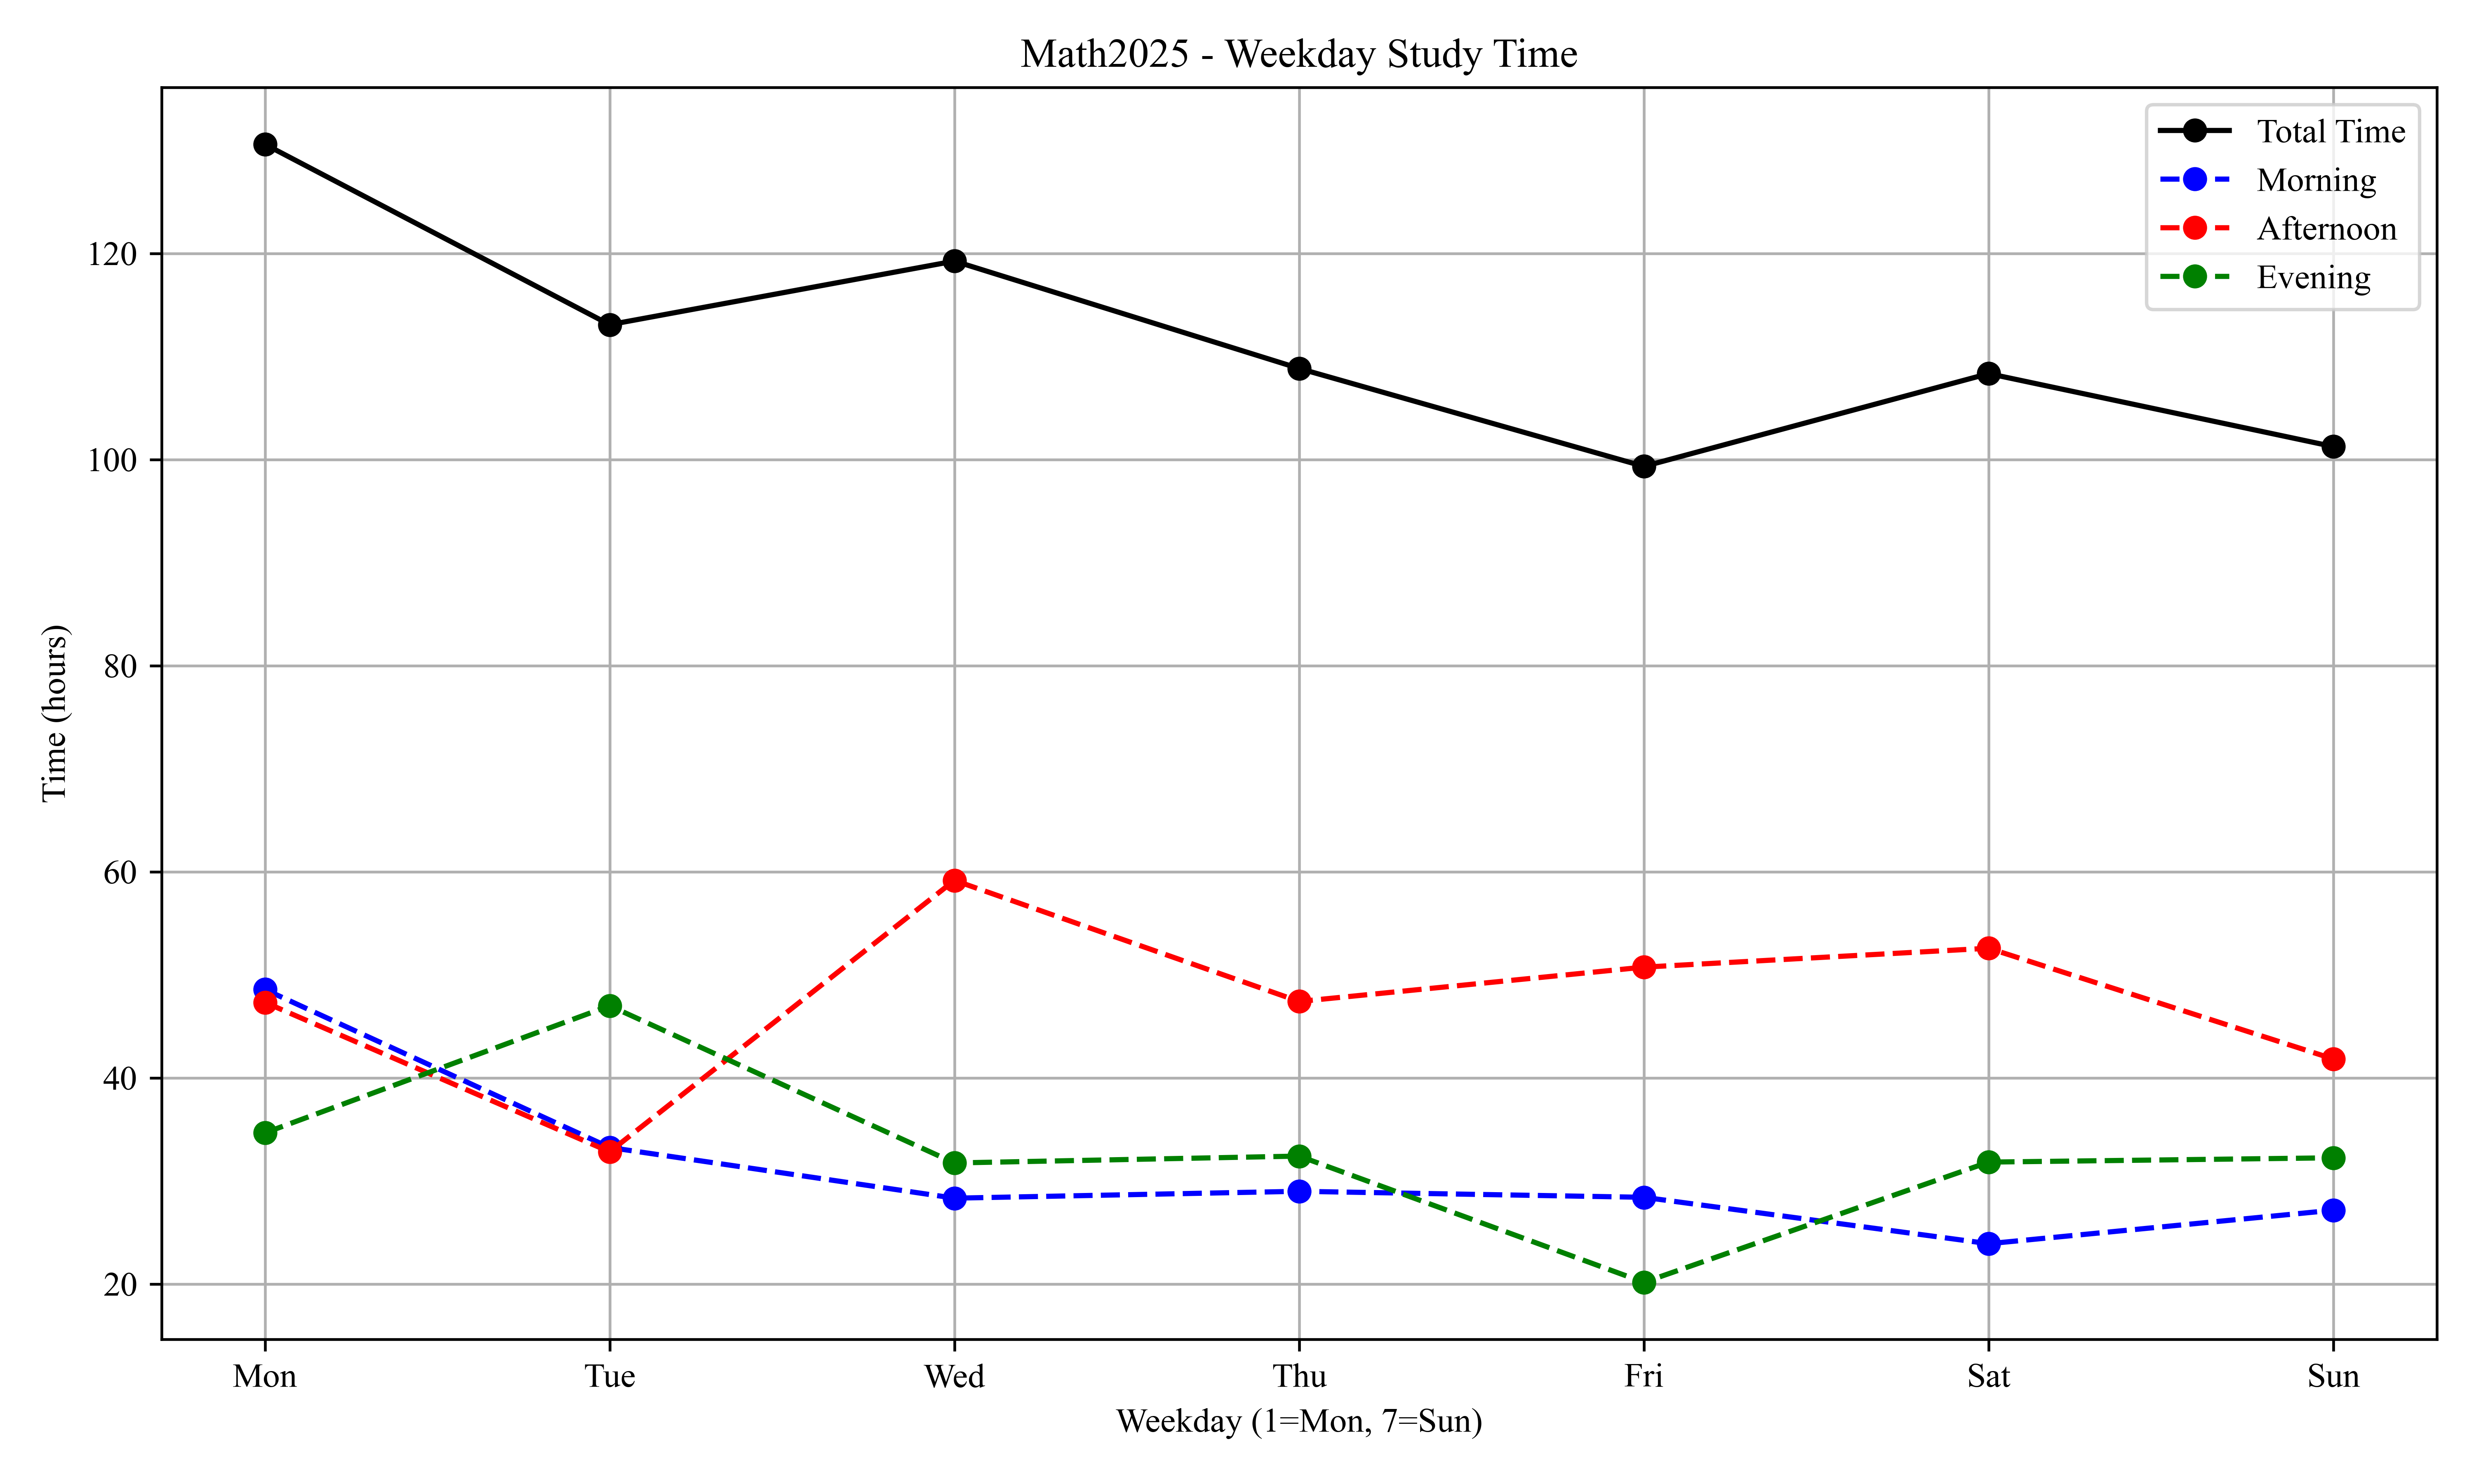 Math2025 - Weekday Study Time
Total Time
Morning
Afternoon
Evening
120
100
80
60
40
20
Time (hours)
Mon Tue Wed Thu Fri Sat Sun
Weekday (1=Mon, 7=Sun)